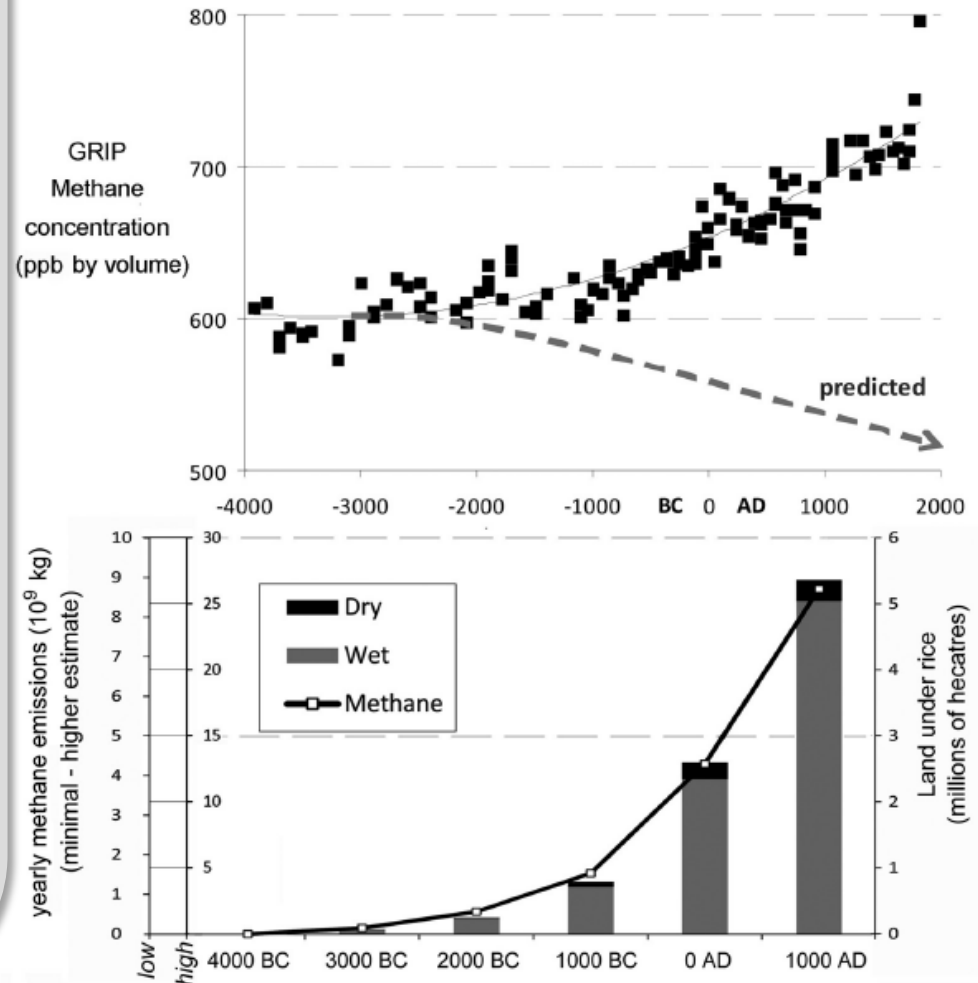 800
700
600
500
GRIP
Methane
concentration
(ppb by volume)
predicted
-4000 -3000 -2000 -1000 BC 0 AD 1000 2000
yearly methane emissions (10⁹ kg)
(minimal - higher estimate)
10
9
8
7
6
5
4
3
2
1
0
low
30
25
20
15
10
5
high
Dry
Wet
Methane
6
5
4
3
2
1
0
Land under rice
(millions of hecatres)
4000 BC 3000 BC 2000 BC 1000 BC 0 AD 1000 AD